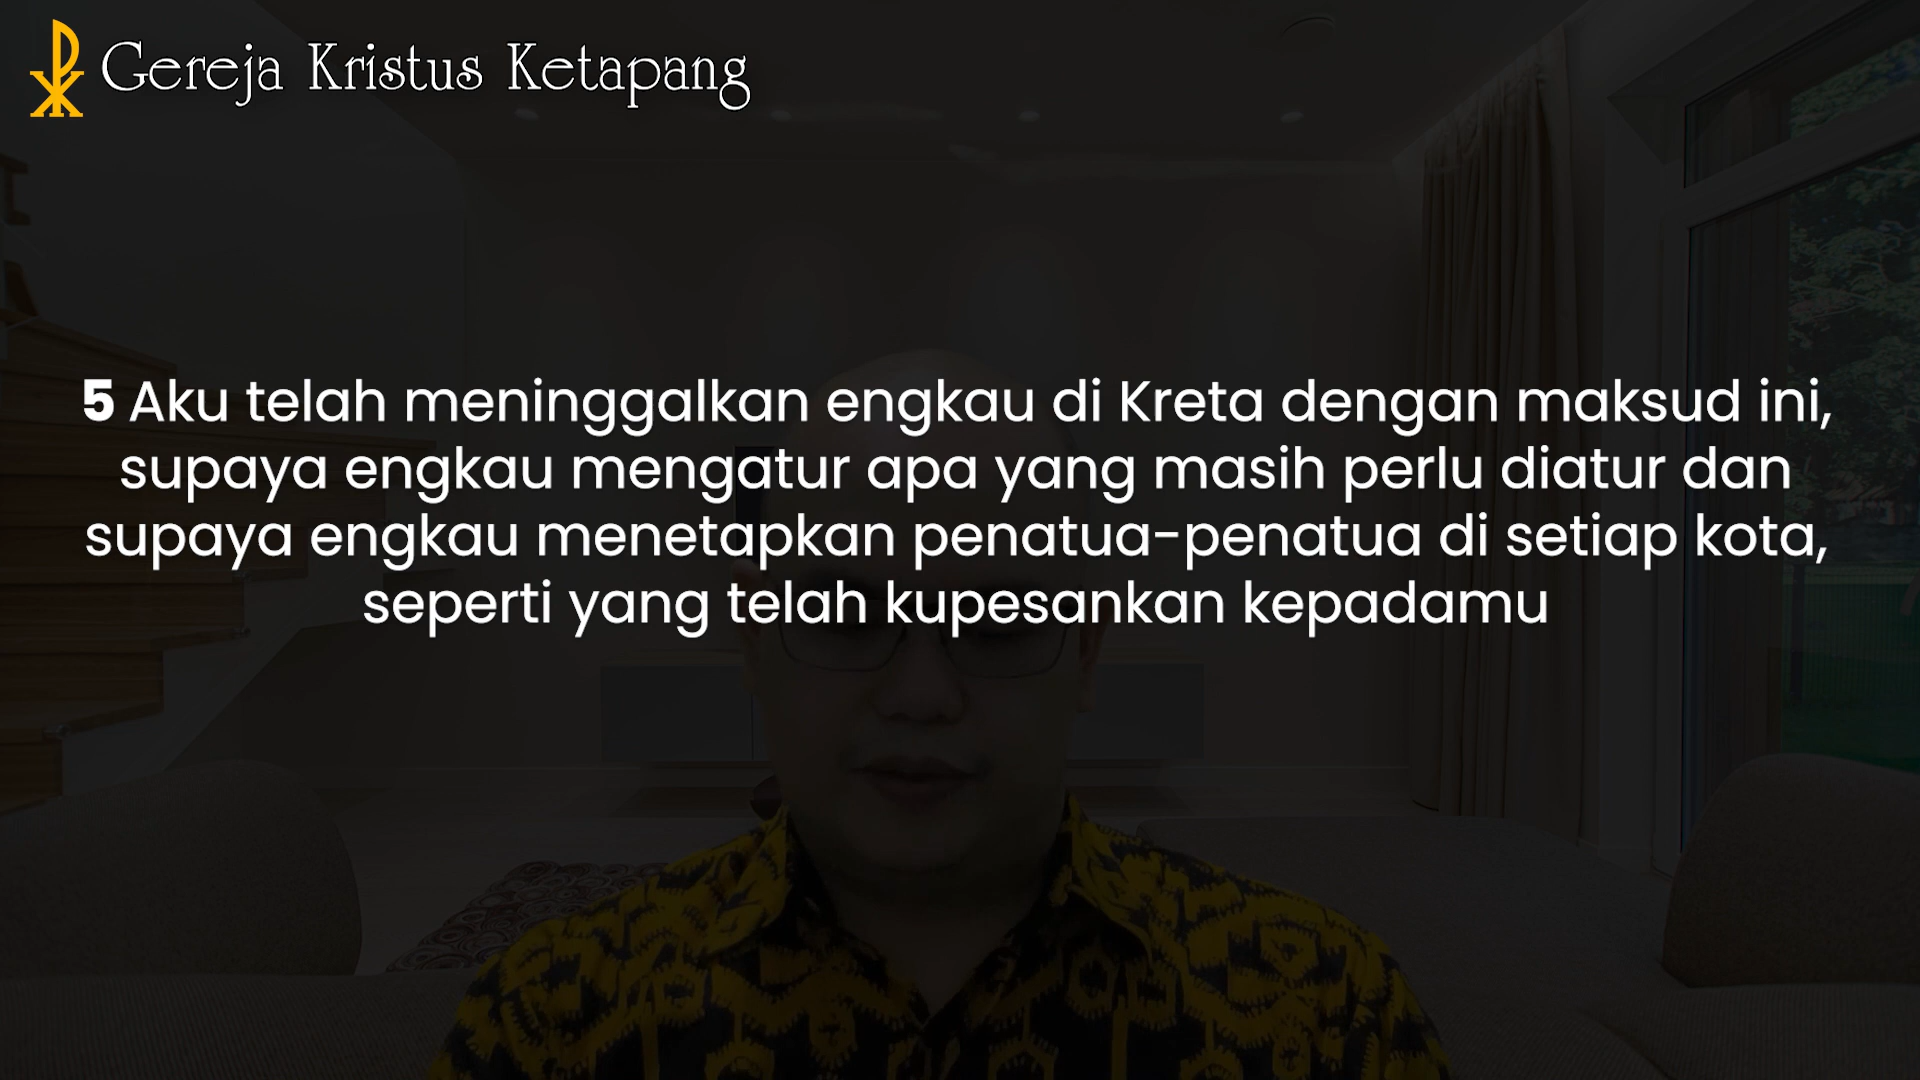 Gereja Kristus Ketapang
5 Aku telah meninggalkan engkau di Kreta dengan maksud ini,
supaya engkau mengatur apa yang masih perlu diatur dan
supaya engkau menetapkan penatua-penatua di setiap kota,
seperti yang telah kupesankan kepadamu